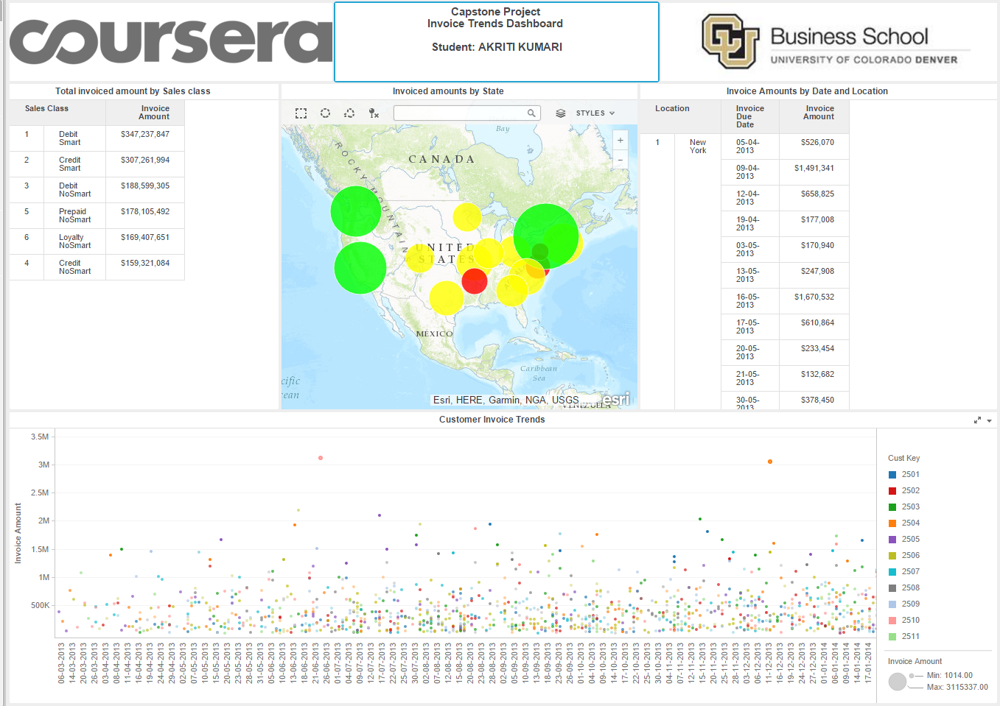 coursera
Capstone Project
Invoice Trends Dashboard
Student: AKRITI KUMARI
CU
Business School
UNIVERSITY OF COLORADO DENVER
Total invoiced amount by Sales class
Sales Class
Invoice
Amount
1
Debit
Smart
$347,237,847
2
Credit
Smart
$307,261,994
3
Debit
NoSmart
$188,599,305
5
Prepaid
NoSmart
$178,105,492
6
Loyalty
NoSmart
$169,407,651
4
Credit
NoSmart
$159,321,084
Invoiced amounts by State
STYLES
+
−
Bay
CANADA
ROCKY MOUNTAIN
UNITED
STATES
MÉXICO
Caribbean
Sea
cific
ean
VENEZUELA
Esri, HERE, Garmin, NGA, USGS ...
esri
Invoice Amounts by Date and Location
Location
Invoice
Due
Date
Invoice
Amount
1
New
York
05-04-
2013
$526,070
09-04-
2013
$1,491,341
12-04-
2013
$658,825
19-04-
2013
$177,008
03-05-
2013
$170,940
13-05-
2013
$247,908
16-05-
2013
$1,670,532
17-05-
2013
$610,864
20-05-
2013
$233,454
21-05-
2013
$132,682
30-05-
2013
$378,450
Customer Invoice Trends
Invoice Amount
3.5M
3M
2.5M
2M
1.5M
1M
500K
06-03-2013
14-03-2013
20-03-2013
26-03-2013
03-04-2013
08-04-2013
11-04-2013
16-04-2013
19-04-2013
24-04-2013
29-04-2013
02-05-2013
07-05-2013
10-05-2013
15-05-2013
20-05-2013
23-05-2013
28-05-2013
31-05-2013
05-06-2013
10-06-2013
13-06-2013
18-06-2013
21-06-2013
26-06-2013
01-07-2013
04-07-2013
09-07-2013
12-07-2013
17-07-2013
22-07-2013
25-07-2013
30-07-2013
02-08-2013
07-08-2013
12-08-2013
15-08-2013
20-08-2013
23-08-2013
28-08-2013
02-09-2013
05-09-2013
10-09-2013
13-09-2013
18-09-2013
23-09-2013
26-09-2013
01-10-2013
04-10-2013
09-10-2013
14-10-2013
17-10-2013
22-10-2013
25-10-2013
30-10-2013
04-11-2013
07-11-2013
12-11-2013
15-11-2013
20-11-2013
25-11-2013
28-11-2013
03-12-2013
06-12-2013
11-12-2013
16-12-2013
19-12-2013
24-12-2013
27-12-2013
01-01-2014
06-01-2014
09-01-2014
14-01-2014
17-01-2014
Cust Key
2501
2502
2503
2504
2505
2506
2507
2508
2509
2510
2511
Invoice Amount
Min: 1014.00
Max: 3115337.00